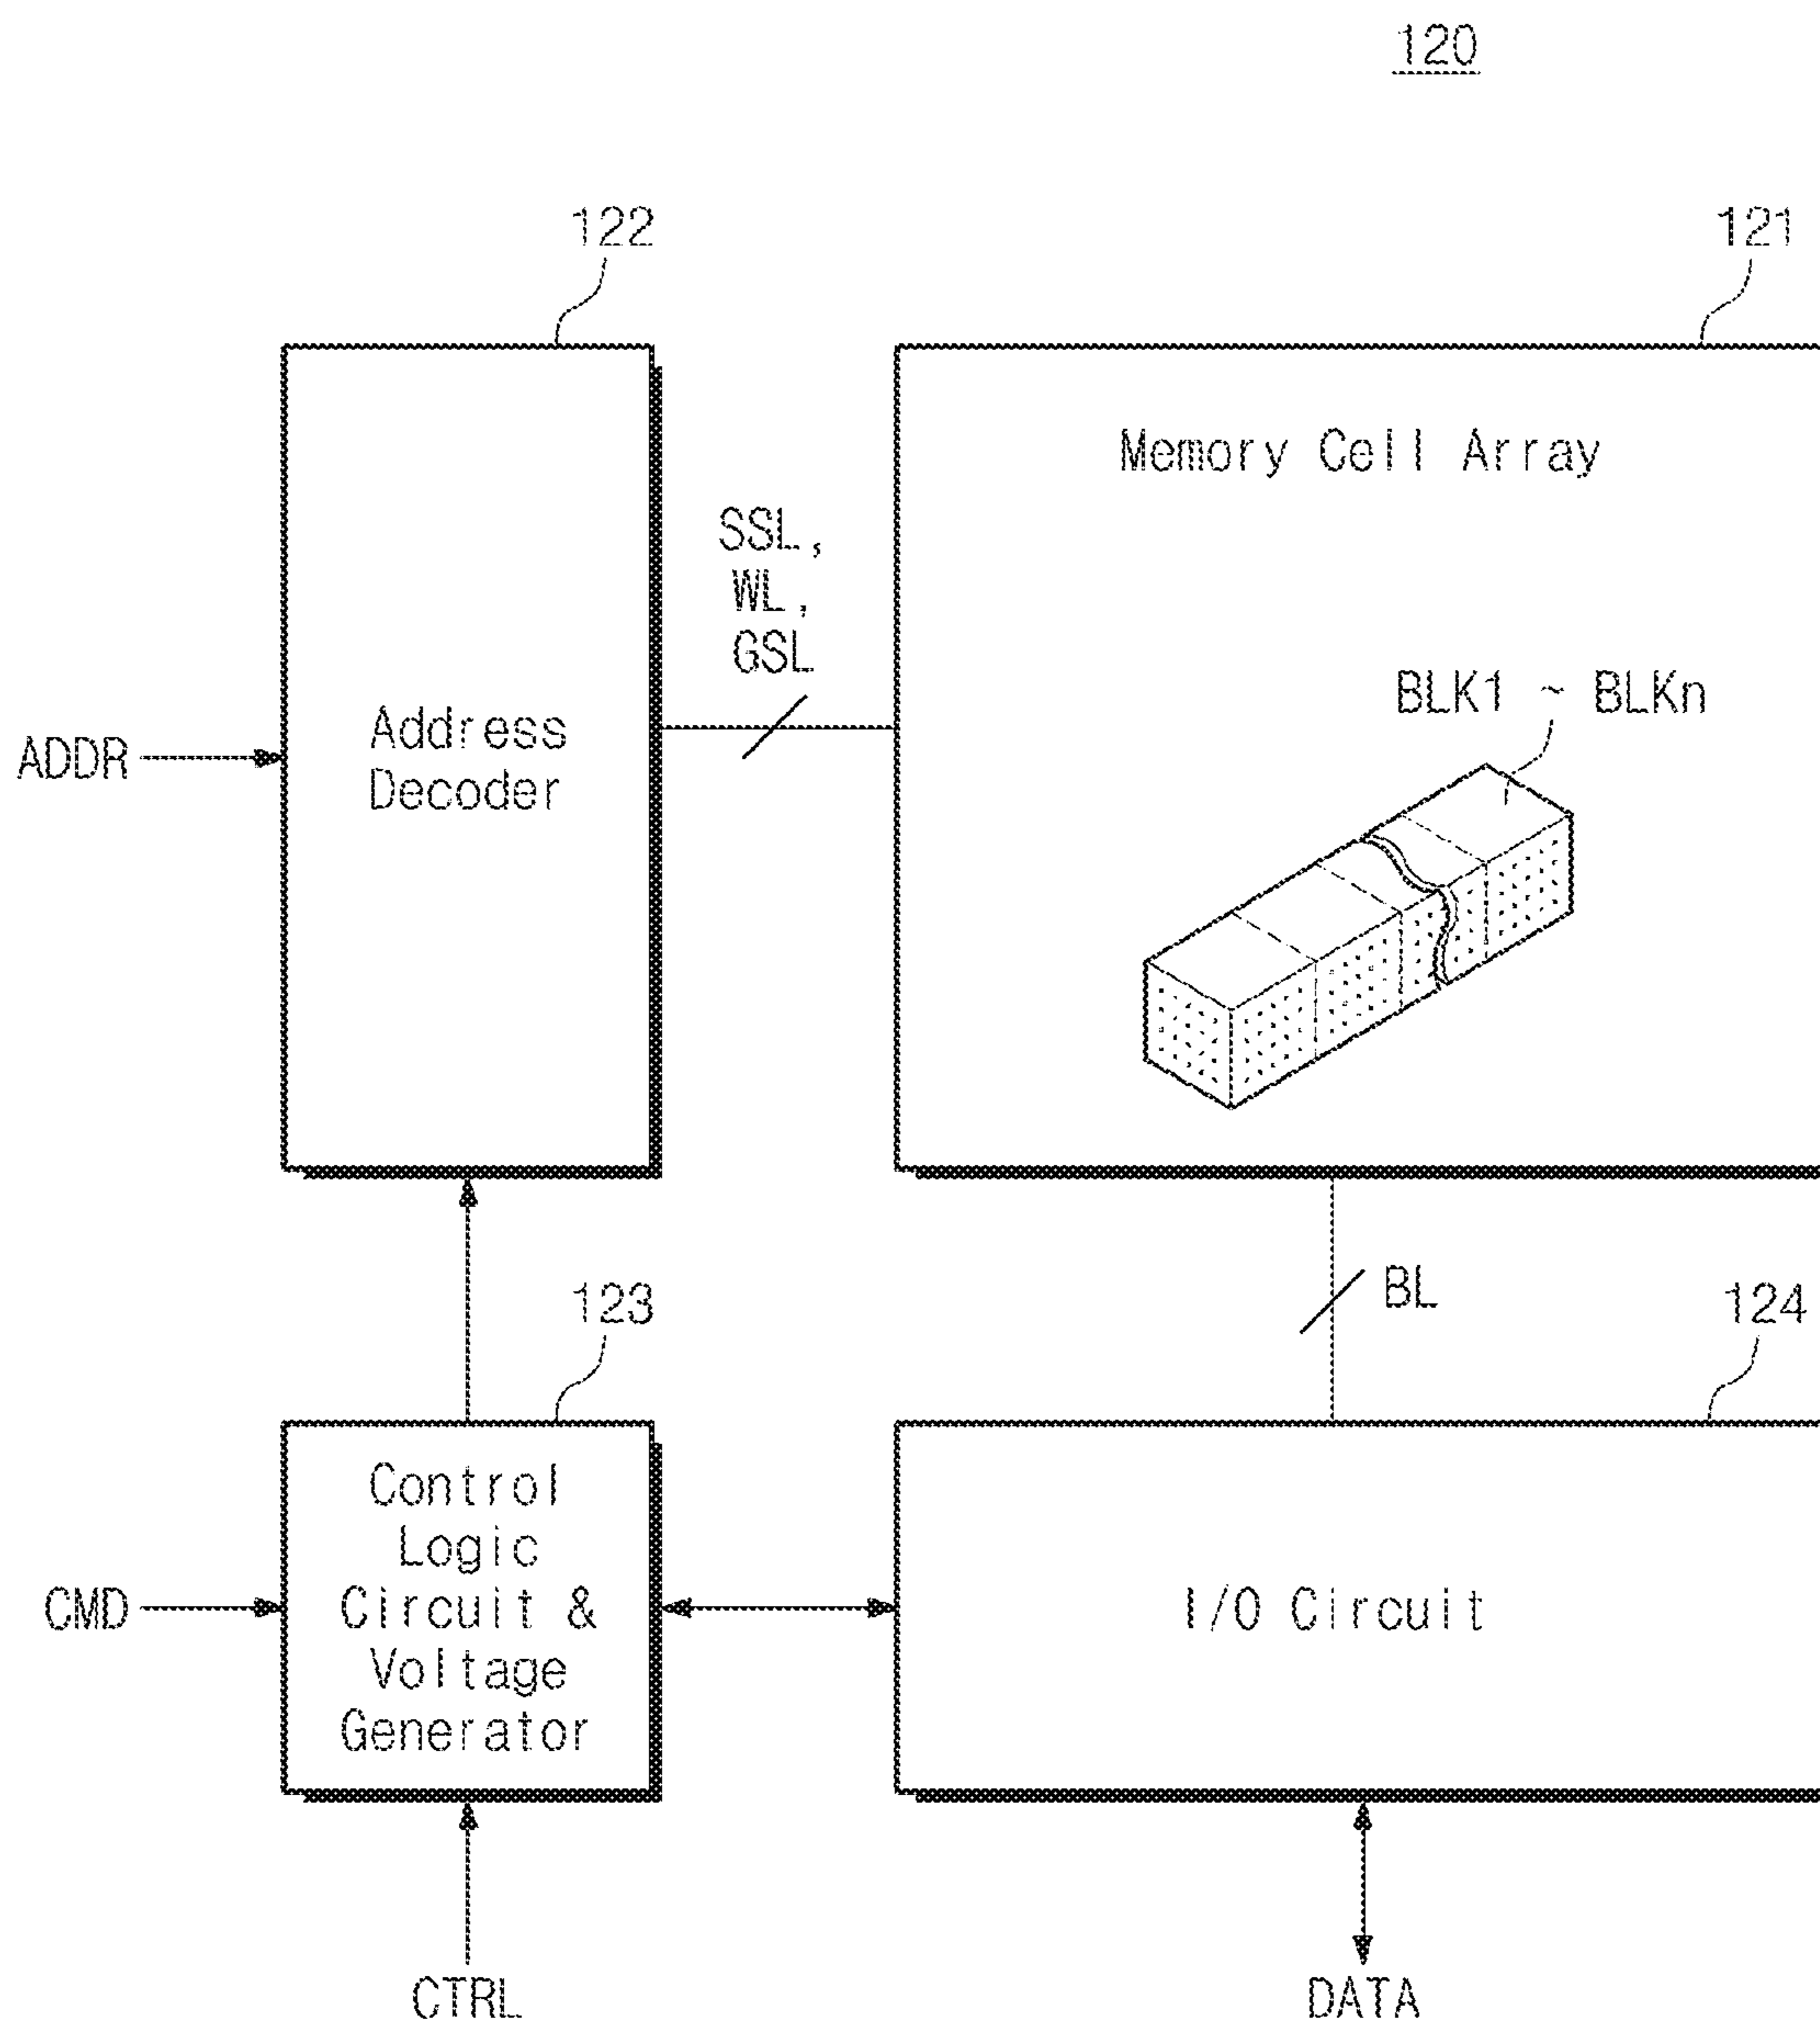 120
122
121
Memory Cell Array
SSL,
WL,
GSL
BLK1 ~ BLKn
ADDR
Address
Decoder
BL
123
124
Control
Logic
Circuit &
Voltage
Generator
CMD
I/O Circuit
CTRL
DATA